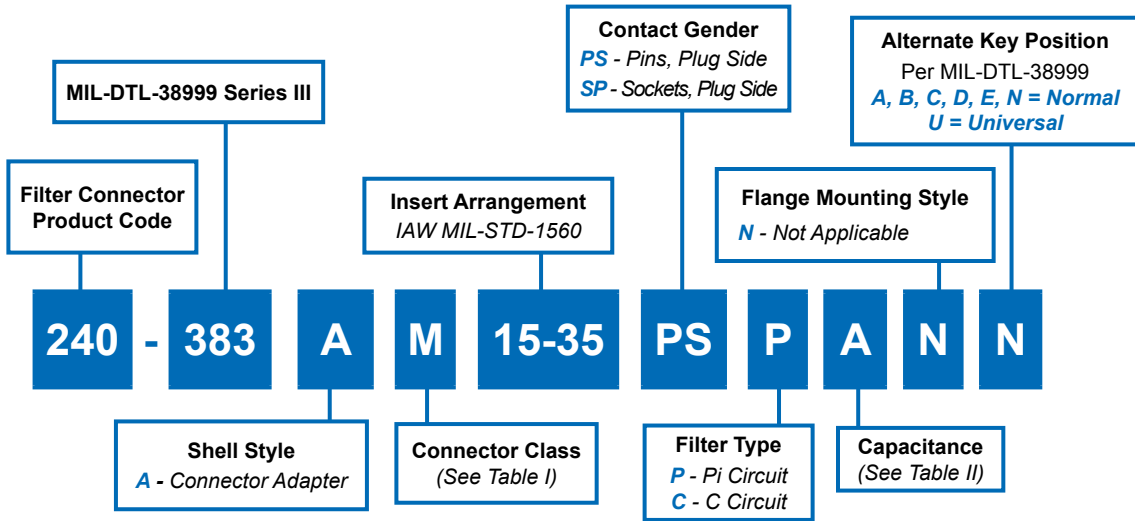 Contact Gender
PS - Pins, Plug Side
SP - Sockets, Plug Side
Alternate Key Position
Per MIL-DTL-38999
A, B, C, D, E, N = Normal
U = Universal
MIL-DTL-38999 Series III
Filter Connector
Product Code
Insert Arrangement
IAW MIL-STD-1560
Flange Mounting Style
N - Not Applicable
240 - 383 A M 15-35 PS P A N N
Shell Style
A - Connector Adapter
Connector Class
(See Table I)
Filter Type
P - Pi Circuit
C - C Circuit
Capacitance
(See Table II)